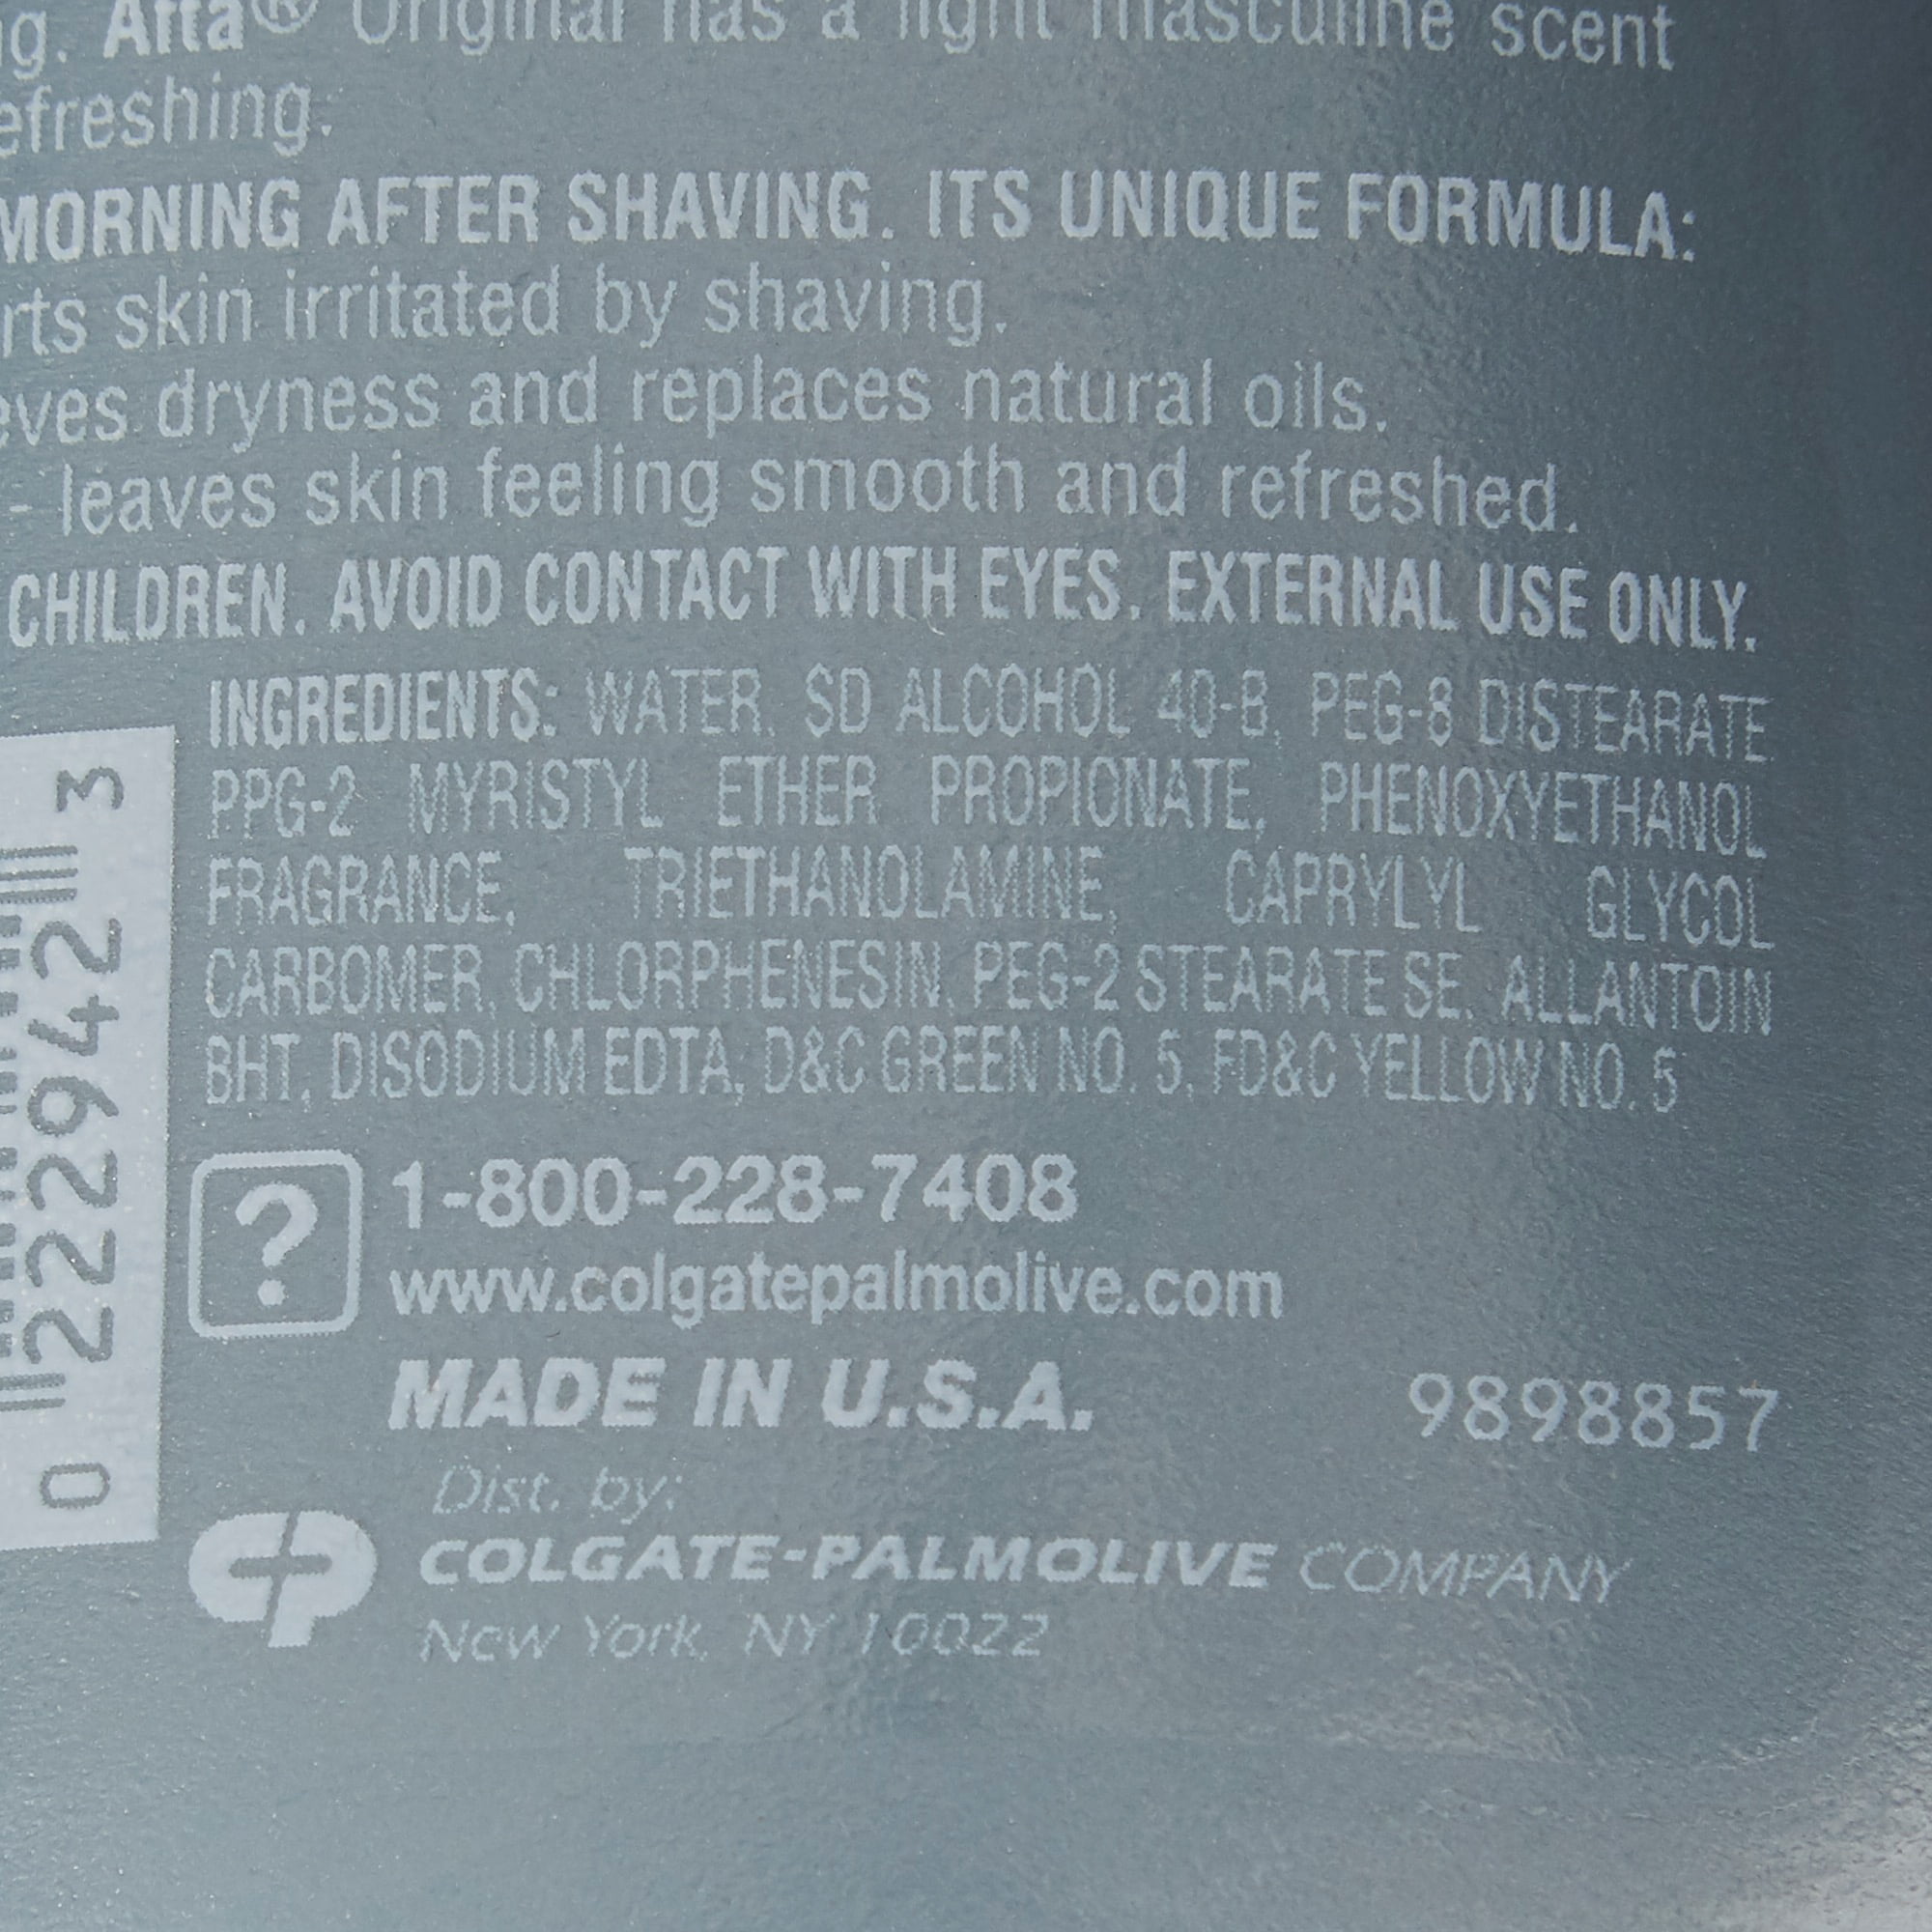 Afta® Original has a light masculine scent
efreshing.
MORNING AFTER SHAVING. ITS UNIQUE FORMULA:
rts skin irritated by shaving.
eves dryness and replaces natural oils.
- leaves skin feeling smooth and refreshed.
CHILDREN. AVOID CONTACT WITH EYES. EXTERNAL USE ONLY.
INGREDIENTS: WATER, SD ALCOHOL 40-B, PEG-8 DISTEARATE
PPG-2 MYRISTYL ETHER PROPIONATE, PHENOXYETHANOL
FRAGRANCE, TRIETHANOLAMINE, CAPRYLYL GLYCOL
CARBOMER, CHLORPHENESIN, PEG-2 STEARATE SE, ALLANTOIN
BHT, DISODIUM EDTA, D&C GREEN NO. 5, FD&C YELLOW NO. 5
? 1-800-228-7408
www.colgatepalmolive.com
MADE IN U.S.A. 9898857
Dist. by:
COLGATE-PALMOLIVE COMPANY
New York, NY 10022
0 22294 2 3